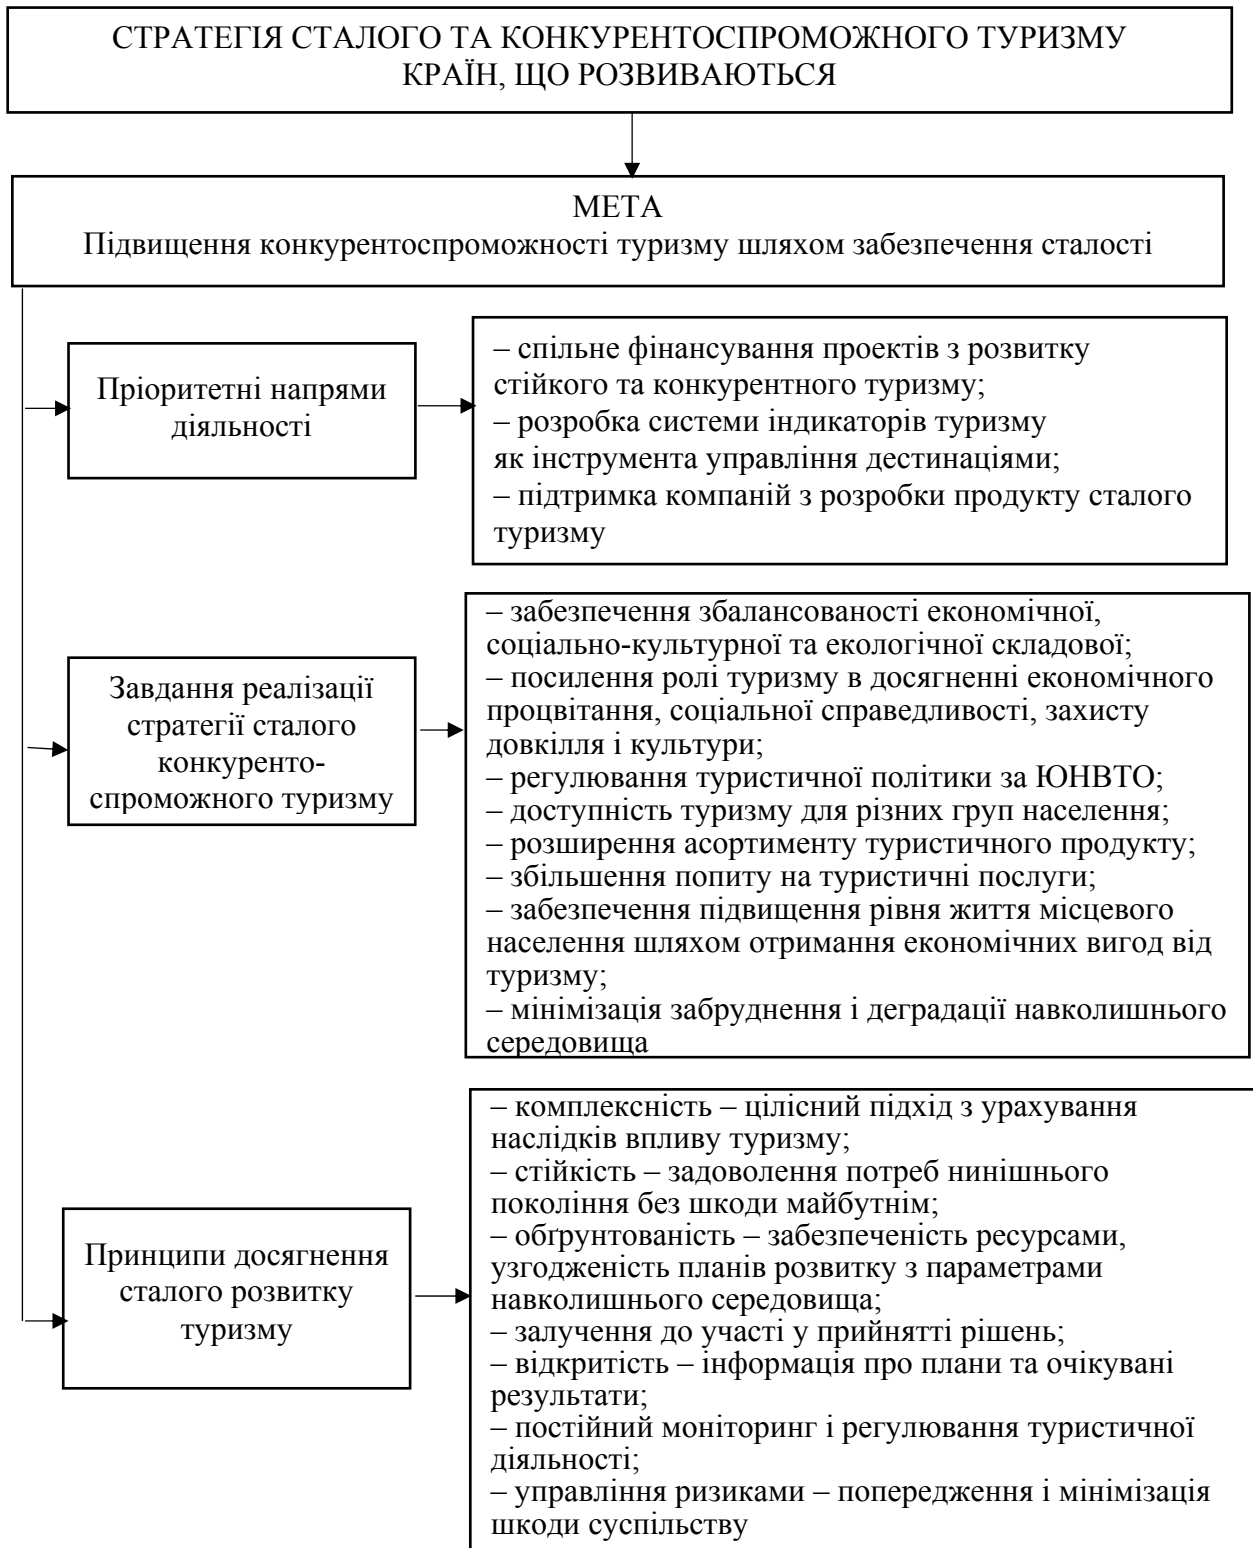 СТРАТЕГІЯ СТАЛОГО ТА КОНКУРЕНТОСПРОМОЖНОГО ТУРИЗМУ
КРАЇН, ЩО РОЗВИВАЮТЬСЯ
МЕТА
Підвищення конкурентоспроможності туризму шляхом забезпечення сталості
Пріоритетні напрями
діяльності
– спільне фінансування проектів з розвитку
стійкого та конкурентного туризму;
– розробка системи індикаторів туризму
як інструмента управління дестинаціями;
– підтримка компаній з розробки продукту сталого
туризму
Завдання реалізації
стратегії сталого
конкуренто-
спроможного туризму
– забезпечення збалансованості економічної,
соціально-культурної та екологічної складової;
– посилення ролі туризму в досягненні економічного
процвітання, соціальної справедливості, захисту
довкілля і культури;
– регулювання туристичної політики за ЮНВТО;
– доступність туризму для різних груп населення;
– розширення асортименту туристичного продукту;
– збільшення попиту на туристичні послуги;
– забезпечення підвищення рівня життя місцевого
населення шляхом отримання економічних вигод від
туризму;
– мінімізація забруднення і деградації навколишнього
середовища
Принципи досягнення
сталого розвитку
туризму
– комплексність – цілісний підхід з урахування
наслідків впливу туризму;
– стійкість – задоволення потреб нинішнього
покоління без шкоди майбутнім;
– обґрунтованість – забезпеченість ресурсами,
узгодженість планів розвитку з параметрами
навколишнього середовища;
– залучення до участі у прийнятті рішень;
– відкритість – інформація про плани та очікувані
результати;
– постійний моніторинг і регулювання туристичної
діяльності;
– управління ризиками – попередження і мінімізація
шкоди суспільству